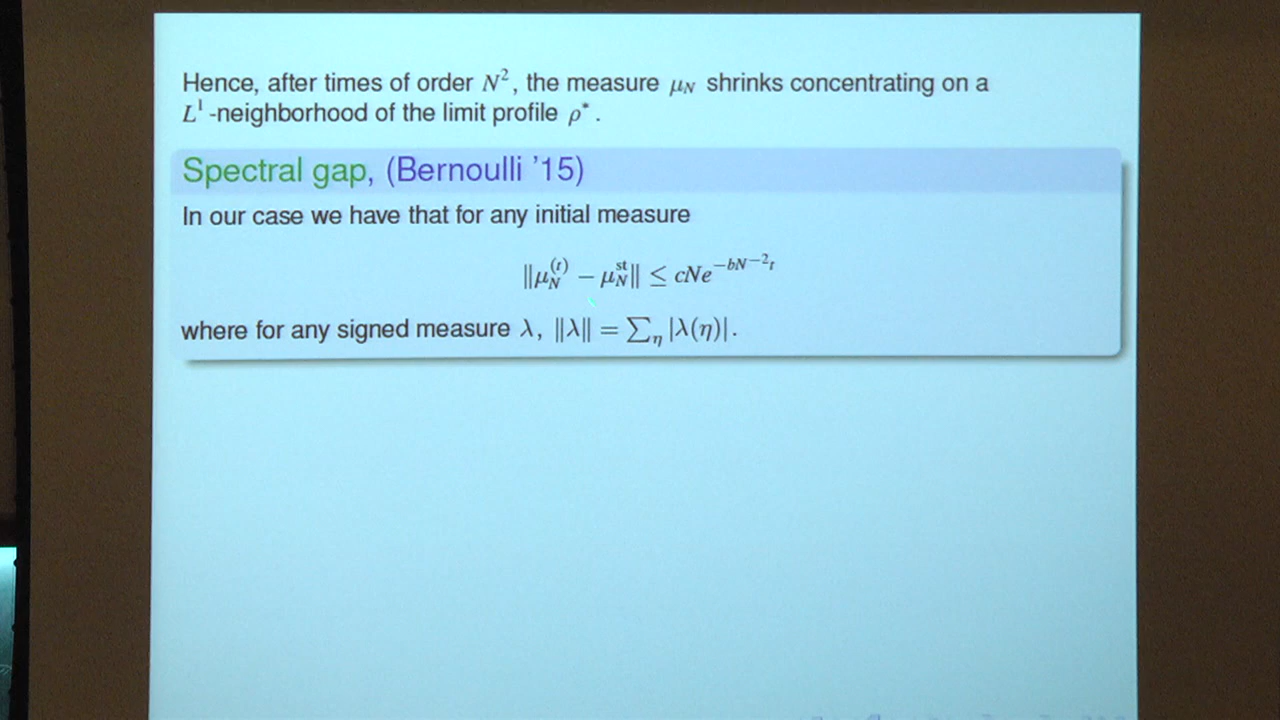 Hence, after times of order N², the measure μ_N shrinks concentrating on a
L¹ -neighborhood of the limit profile ρ* .
Spectral gap, (Bernoulli '15)
In our case we have that for any initial measure
‖μ_N^(t) − μ_N^st‖ ≤ cNe^{−bN^{−2}t}
where for any signed measure λ, ‖λ‖ = ∑_η |λ(η)|.